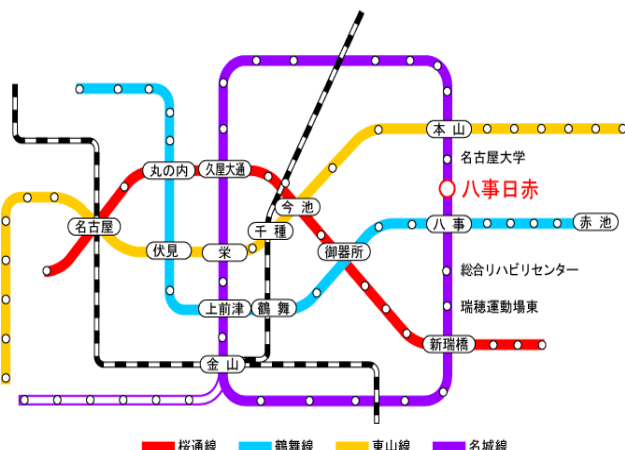 本山
名古屋大学
丸の内
久屋大通
八事日赤
今池
名古屋
千種
八事
赤池
伏見
栄
御器所
総合リハビリセンター
上前津
鶴舞
瑞穂運動場東
新瑞橋
金山
桜通線
鶴舞線
東山線
名城線